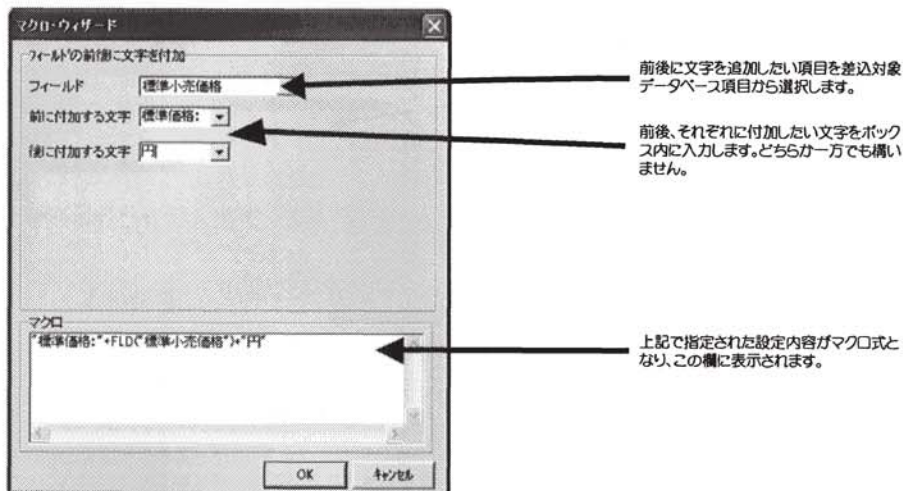 マクロ・ウィザード
フィールドの前後に文字を付加
フィールド 標準小売価格
前に付加する文字 標準価格:
後に付加する文字 円
マクロ
"標準価格:"+FLD("標準小売価格")+"円"
OK キャンセル
前後に文字を追加したい項目を差込対象
データベース項目から選択します。
前後、それぞれに付加したい文字をボック
ス内に入力します。どちらか一方でも構い
ません。
上記で指定された設定内容がマクロ式と
なり、この欄に表示されます。